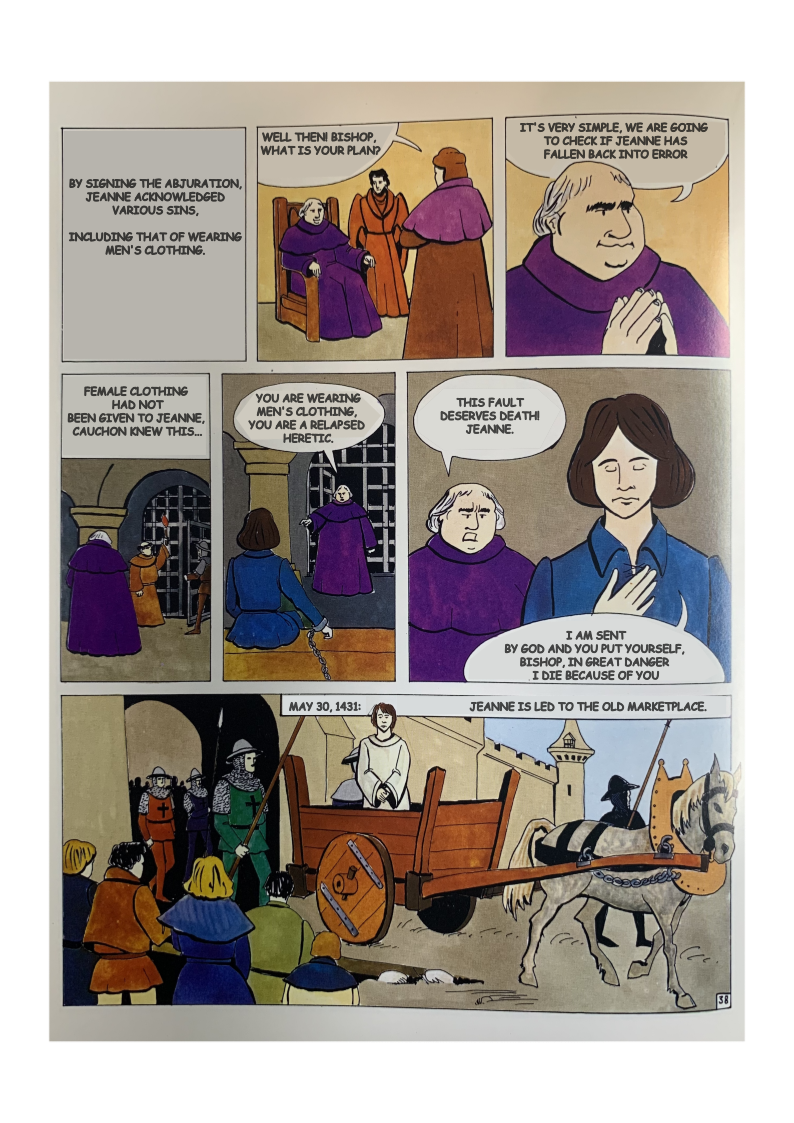 BY SIGNING THE ABJURATION,
JEANNE ACKNOWLEDGED
VARIOUS SINS,
INCLUDING THAT OF WEARING
MEN'S CLOTHING.
WELL THEN! BISHOP,
WHAT IS YOUR PLAN?
IT'S VERY SIMPLE, WE ARE GOING
TO CHECK IF JEANNE HAS
FALLEN BACK INTO ERROR
FEMALE CLOTHING
HAD NOT
BEEN GIVEN TO JEANNE,
CAUCHON KNEW THIS...
YOU ARE WEARING
MEN'S CLOTHING,
YOU ARE A RELAPSED
HERETIC.
THIS FAULT
DESERVES DEATH!
JEANNE.
I AM SENT
BY GOD AND YOU PUT YOURSELF,
BISHOP, IN GREAT DANGER
I DIE BECAUSE OF YOU
MAY 30, 1431: JEANNE IS LED TO THE OLD MARKETPLACE.
38